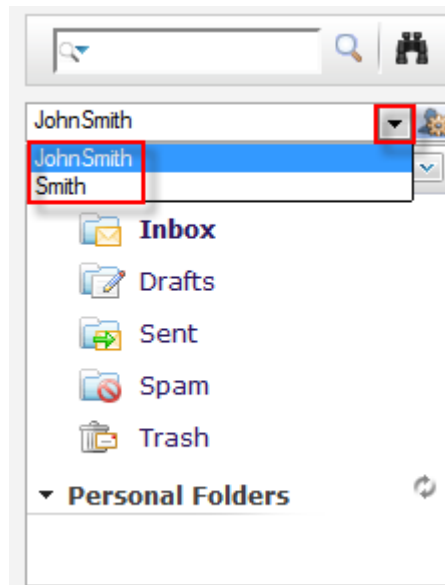 JohnSmith
JohnSmith
Smith
Inbox
Drafts
Sent
Spam
Trash
Personal Folders